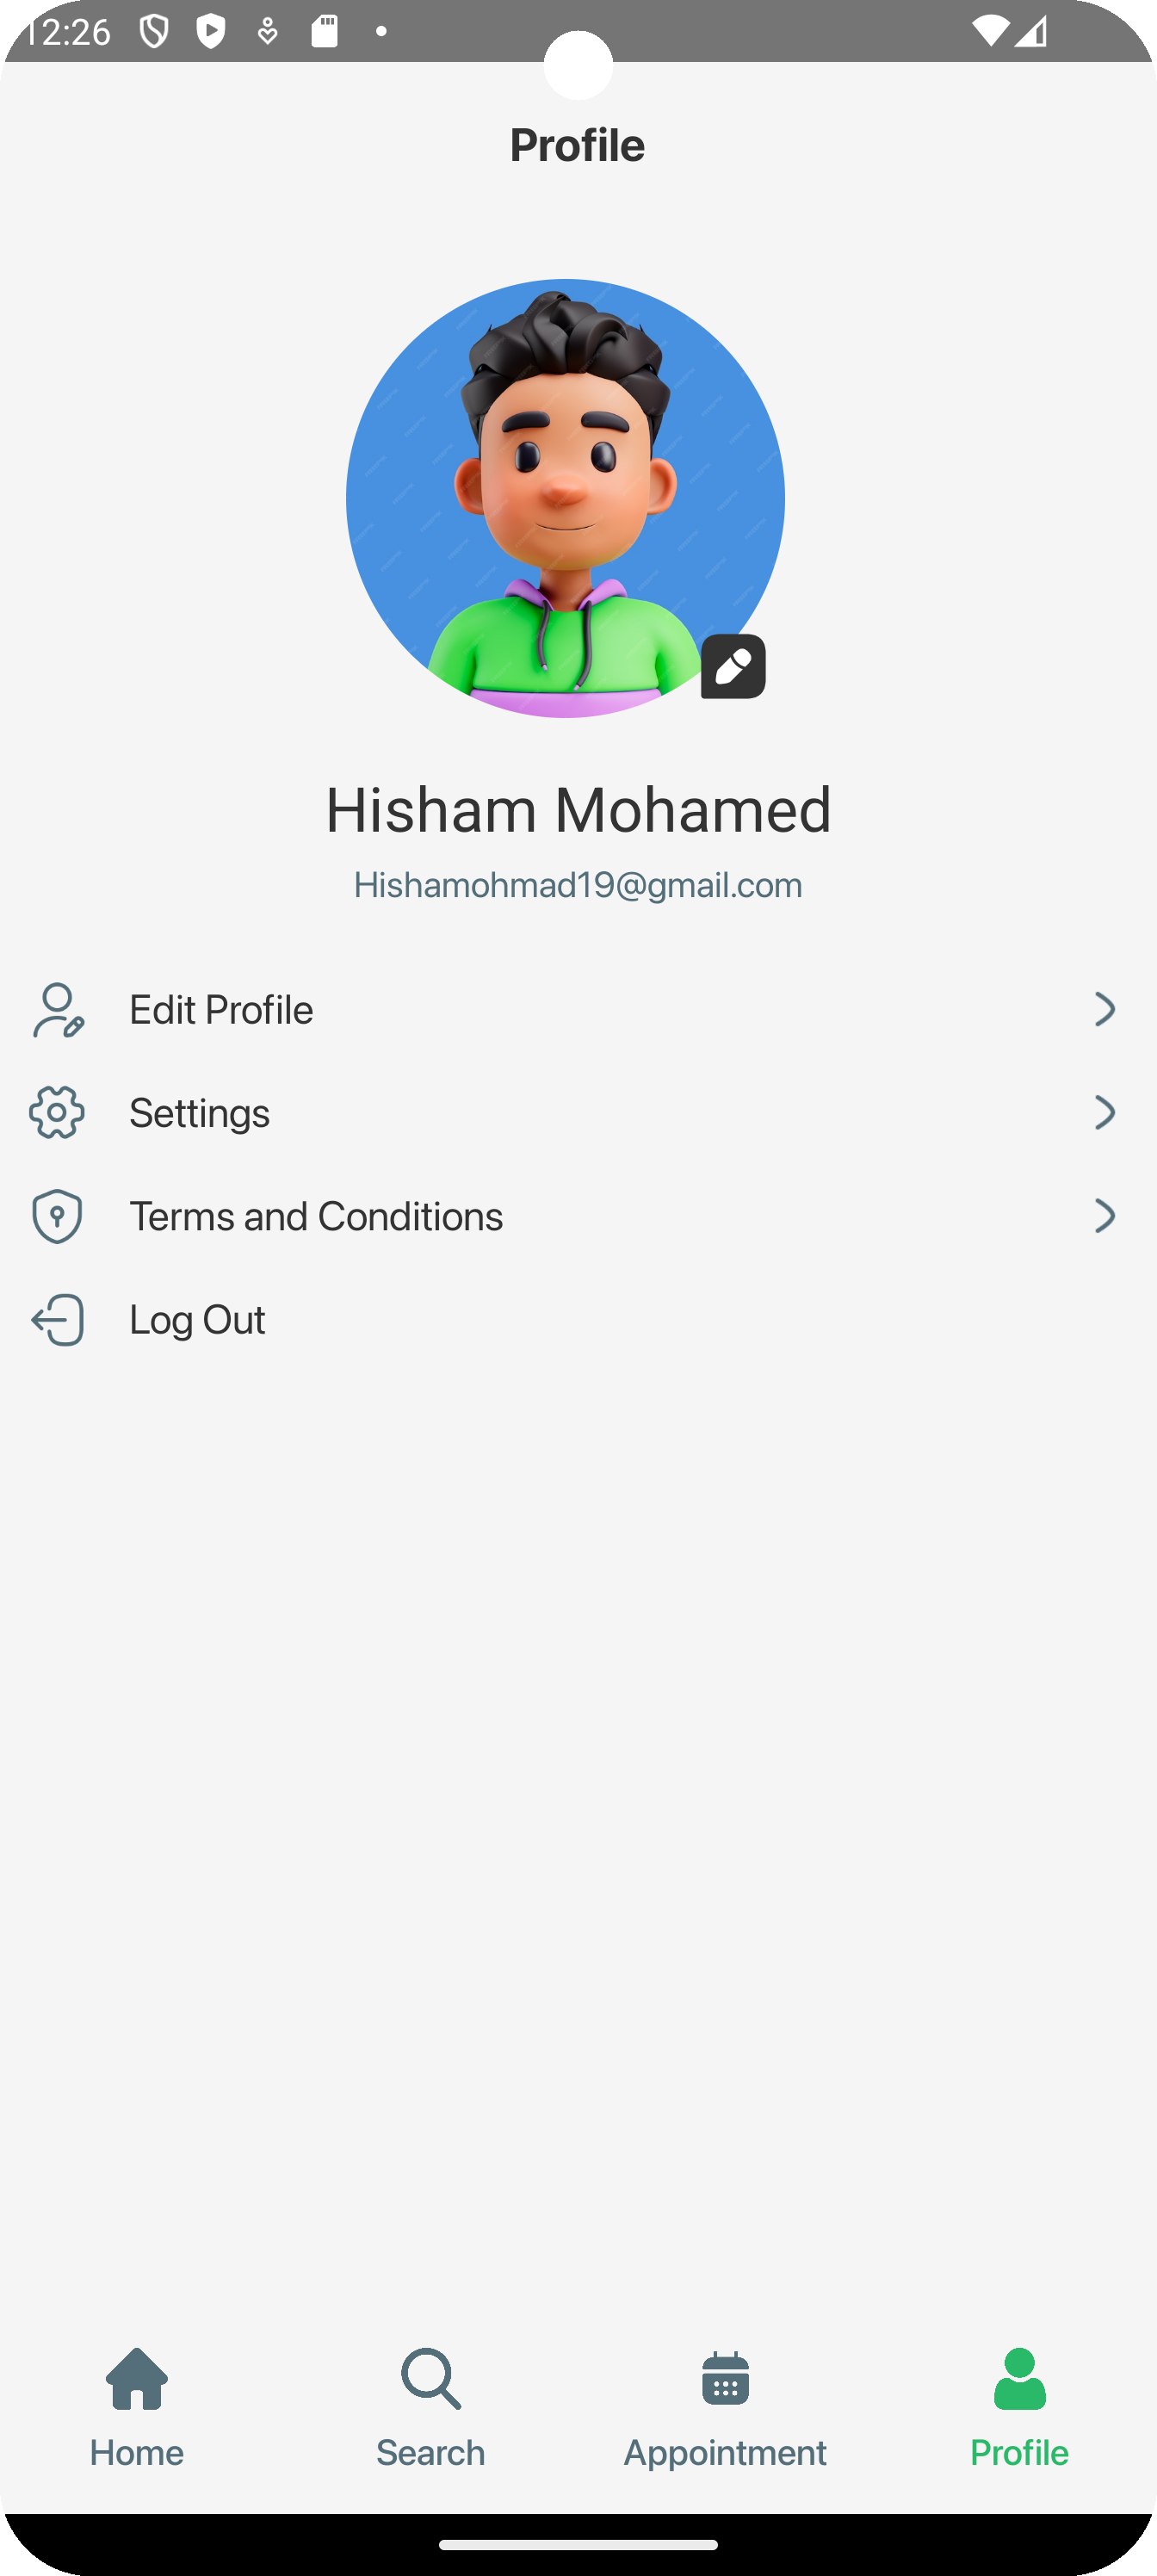 12:26
Profile
Hisham Mohamed
Hishamohmad19@gmail.com
Edit Profile
Settings
Terms and Conditions
Log Out
Home
Search
Appointment
Profile